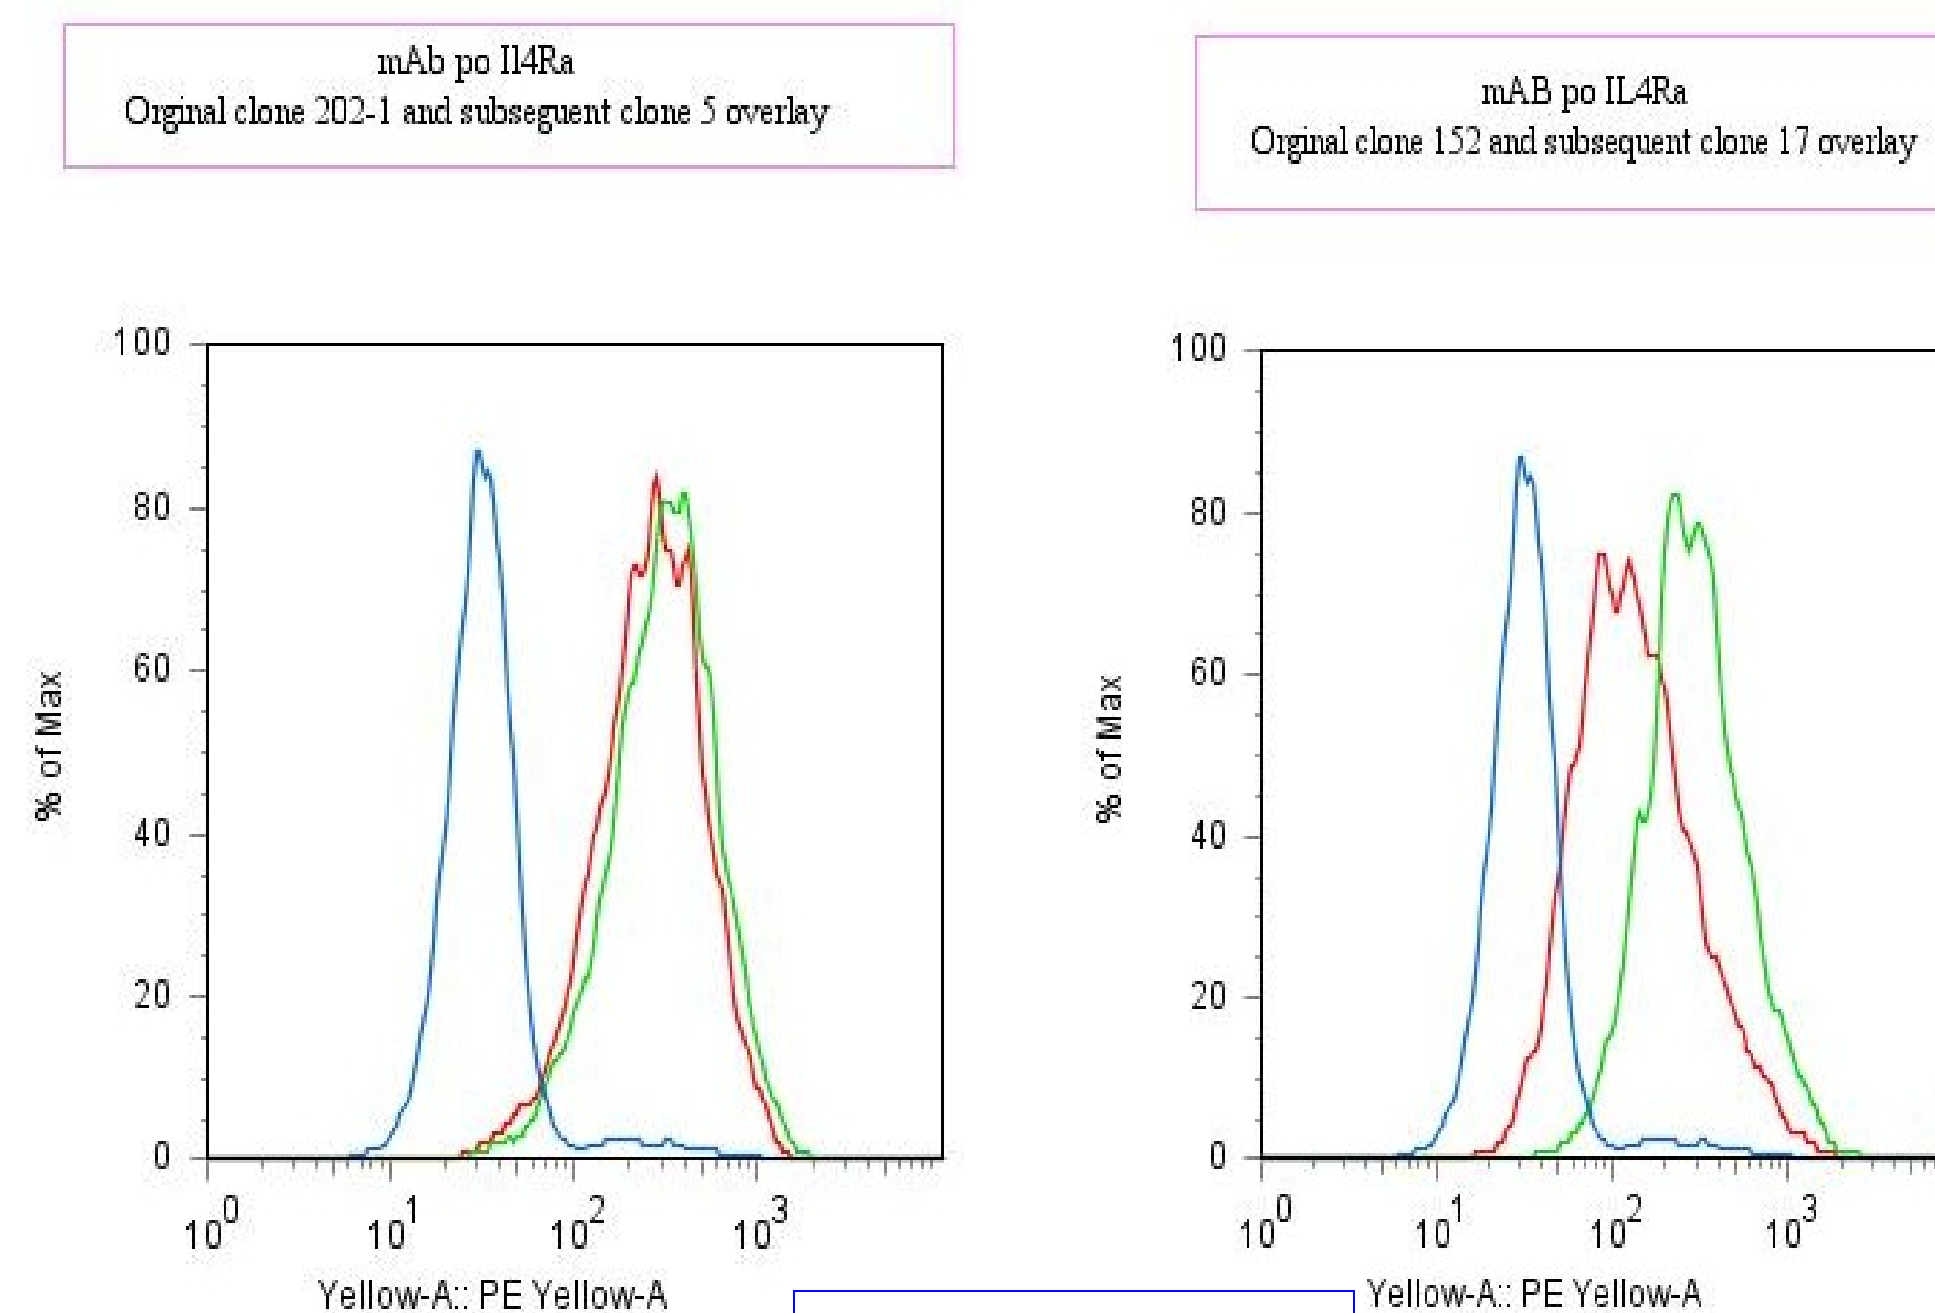 mAb po Il4Ra
Orginal clone 202-1 and subseguent clone 5 overlay
mAB po IL4Ra
Orginal clone 152 and subsequent clone 17 overlay
100
80
60
40
20
0
% of Max
10^0 10^1 10^2 10^3
Yellow-A:: PE Yellow-A
100
80
60
40
20
0
% of Max
10^0 10^1 10^2 10^3
Yellow-A:: PE Yellow-A